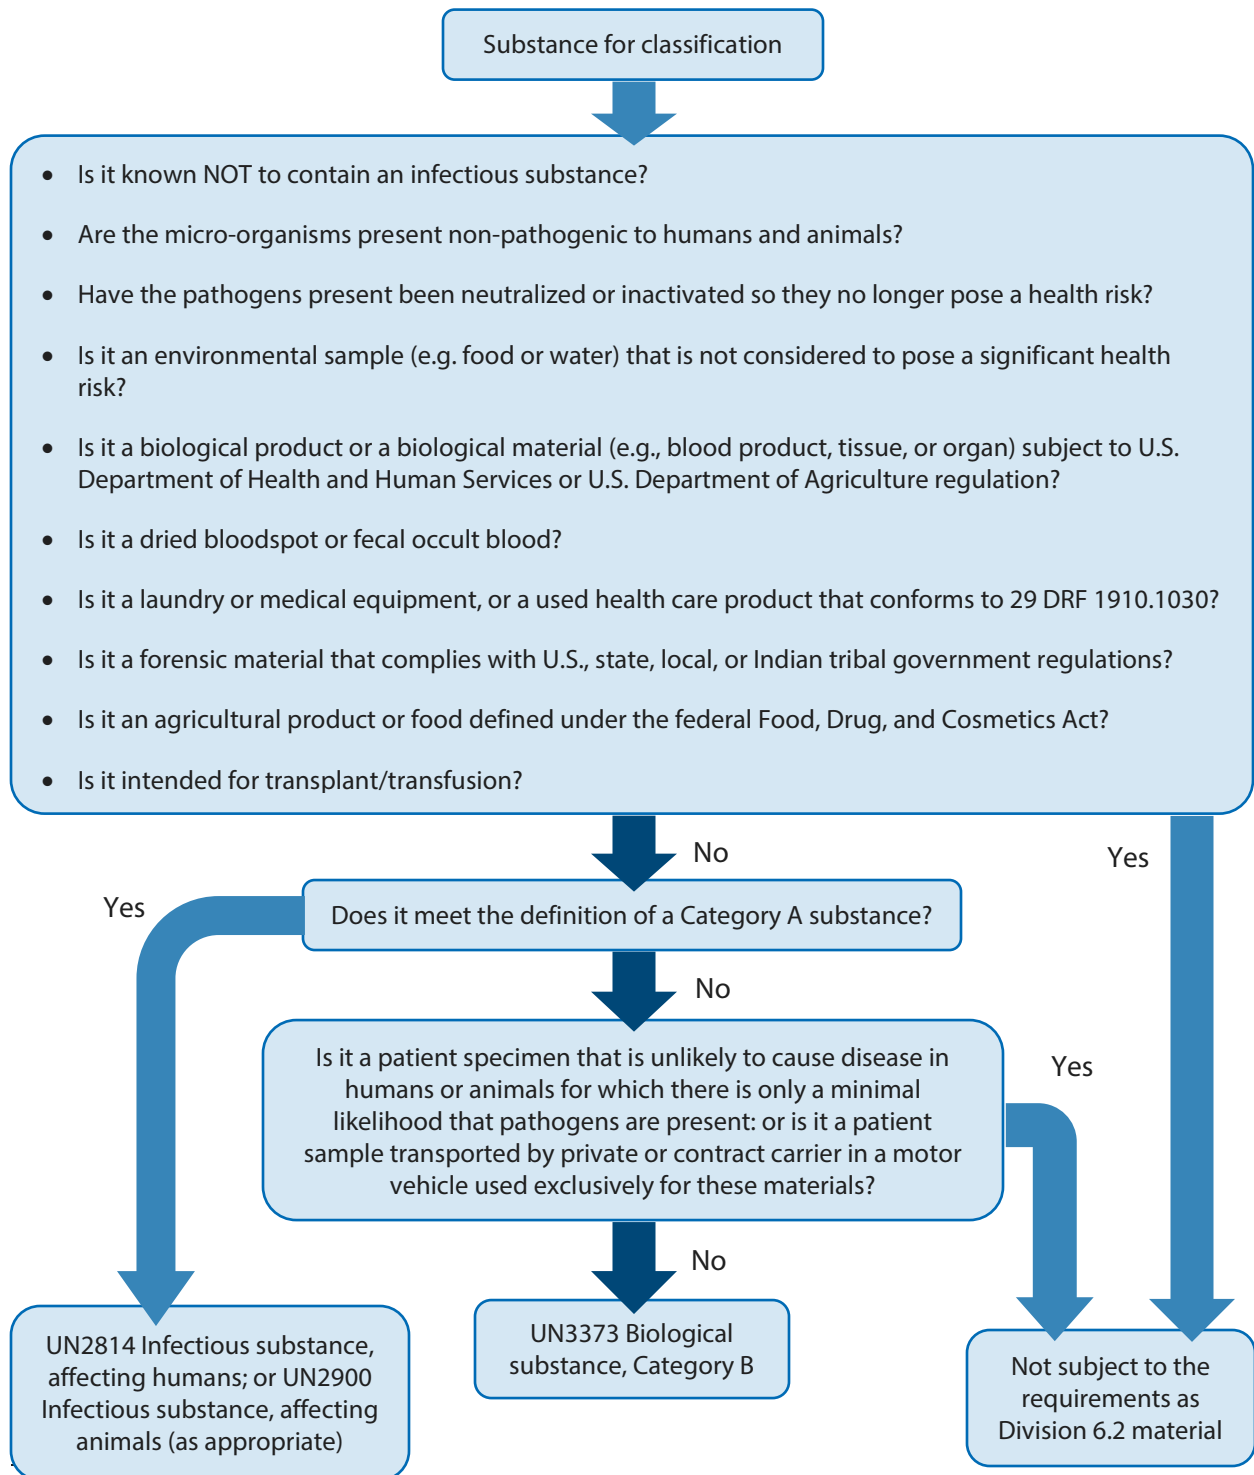 Substance for classification
• Is it known NOT to contain an infectious substance?
• Are the micro-organisms present non-pathogenic to humans and animals?
• Have the pathogens present been neutralized or inactivated so they no longer pose a health risk?
• Is it an environmental sample (e.g. food or water) that is not considered to pose a significant health
risk?
• Is it a biological product or a biological material (e.g., blood product, tissue, or organ) subject to U.S.
Department of Health and Human Services or U.S. Department of Agriculture regulation?
• Is it a dried bloodspot or fecal occult blood?
• Is it a laundry or medical equipment, or a used health care product that conforms to 29 DRF 1910.1030?
• Is it a forensic material that complies with U.S., state, local, or Indian tribal government regulations?
• Is it an agricultural product or food defined under the federal Food, Drug, and Cosmetics Act?
• Is it intended for transplant/transfusion?
No
Yes
Yes
Does it meet the definition of a Category A substance?
No
Is it a patient specimen that is unlikely to cause disease in
humans or animals for which there is only a minimal
likelihood that pathogens are present: or is it a patient
sample transported by private or contract carrier in a motor
vehicle used exclusively for these materials?
Yes
No
UN2814 Infectious substance,
affecting humans; or UN2900
Infectious substance, affecting
animals (as appropriate)
UN3373 Biological
substance, Category B
Not subject to the
requirements as
Division 6.2 material